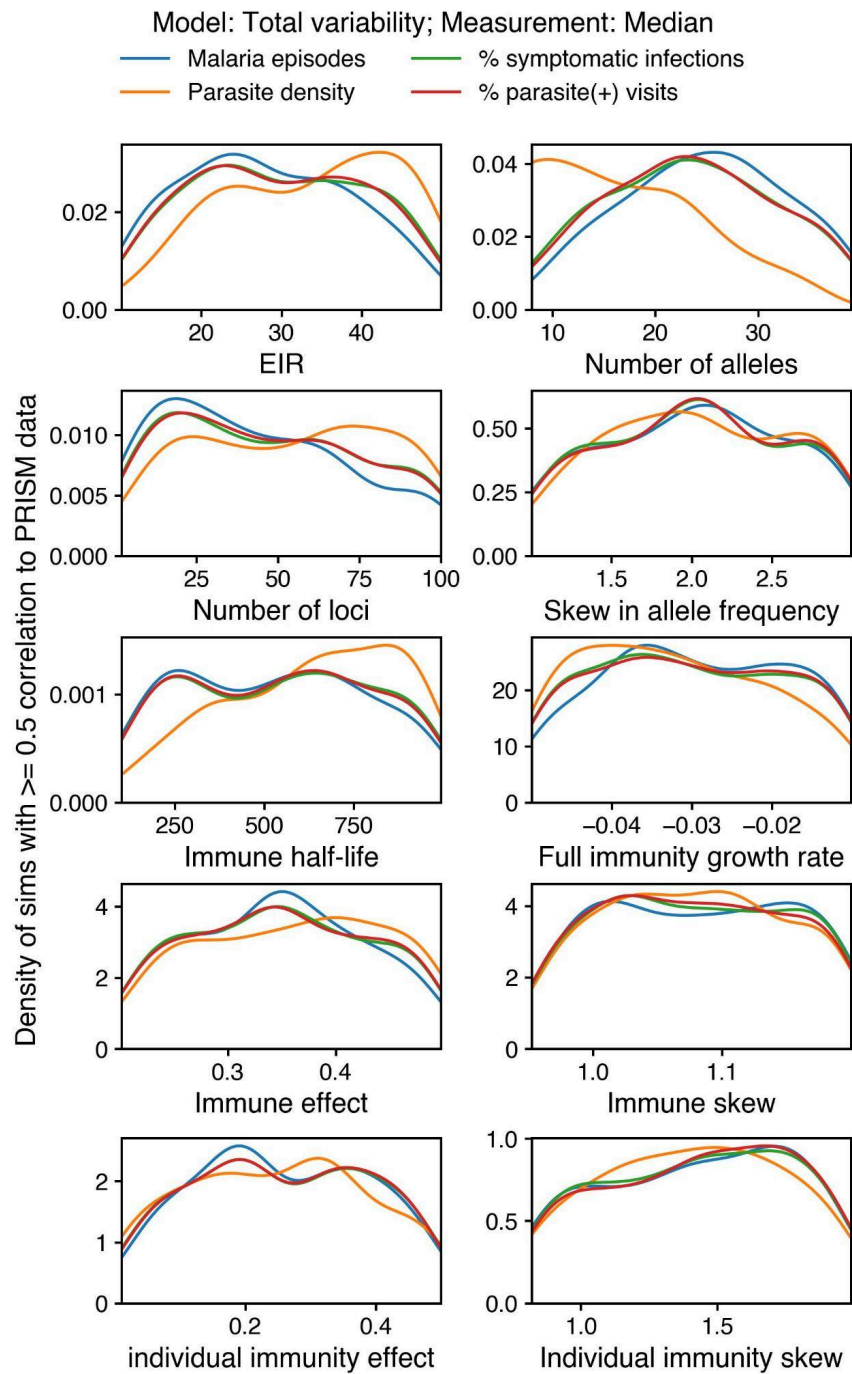 Model: Total variability; Measurement: Median
Malaria episodes
% symptomatic infections
Parasite density
% parasite(+) visits
Density of sims with >= 0.5 correlation to PRISM data
0.02
0.00
20 30 40
EIR
0.04
0.02
0.00
10 20 30
Number of alleles
0.010
0.005
0.000
25 50 75 100
Number of loci
0.50
0.25
0.00
1.5 2.0 2.5
Skew in allele frequency
0.001
0.000
250 500 750
Immune half-life
20
10
0
−0.04 −0.03 −0.02
Full immunity growth rate
4
2
0
0.3 0.4
Immune effect
4
2
0
1.0 1.1
Immune skew
2
1
0
0.2 0.4
individual immunity effect
1.0
0.5
0.0
1.0 1.5
Individual immunity skew